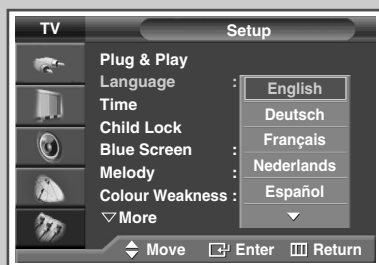 TV Setup
Plug & Play
Language : English
Time Deutsch
Child Lock Français
Blue Screen : Nederlands
Melody : Español
Colour Weakness :
▽More ▼
Move Enter Return